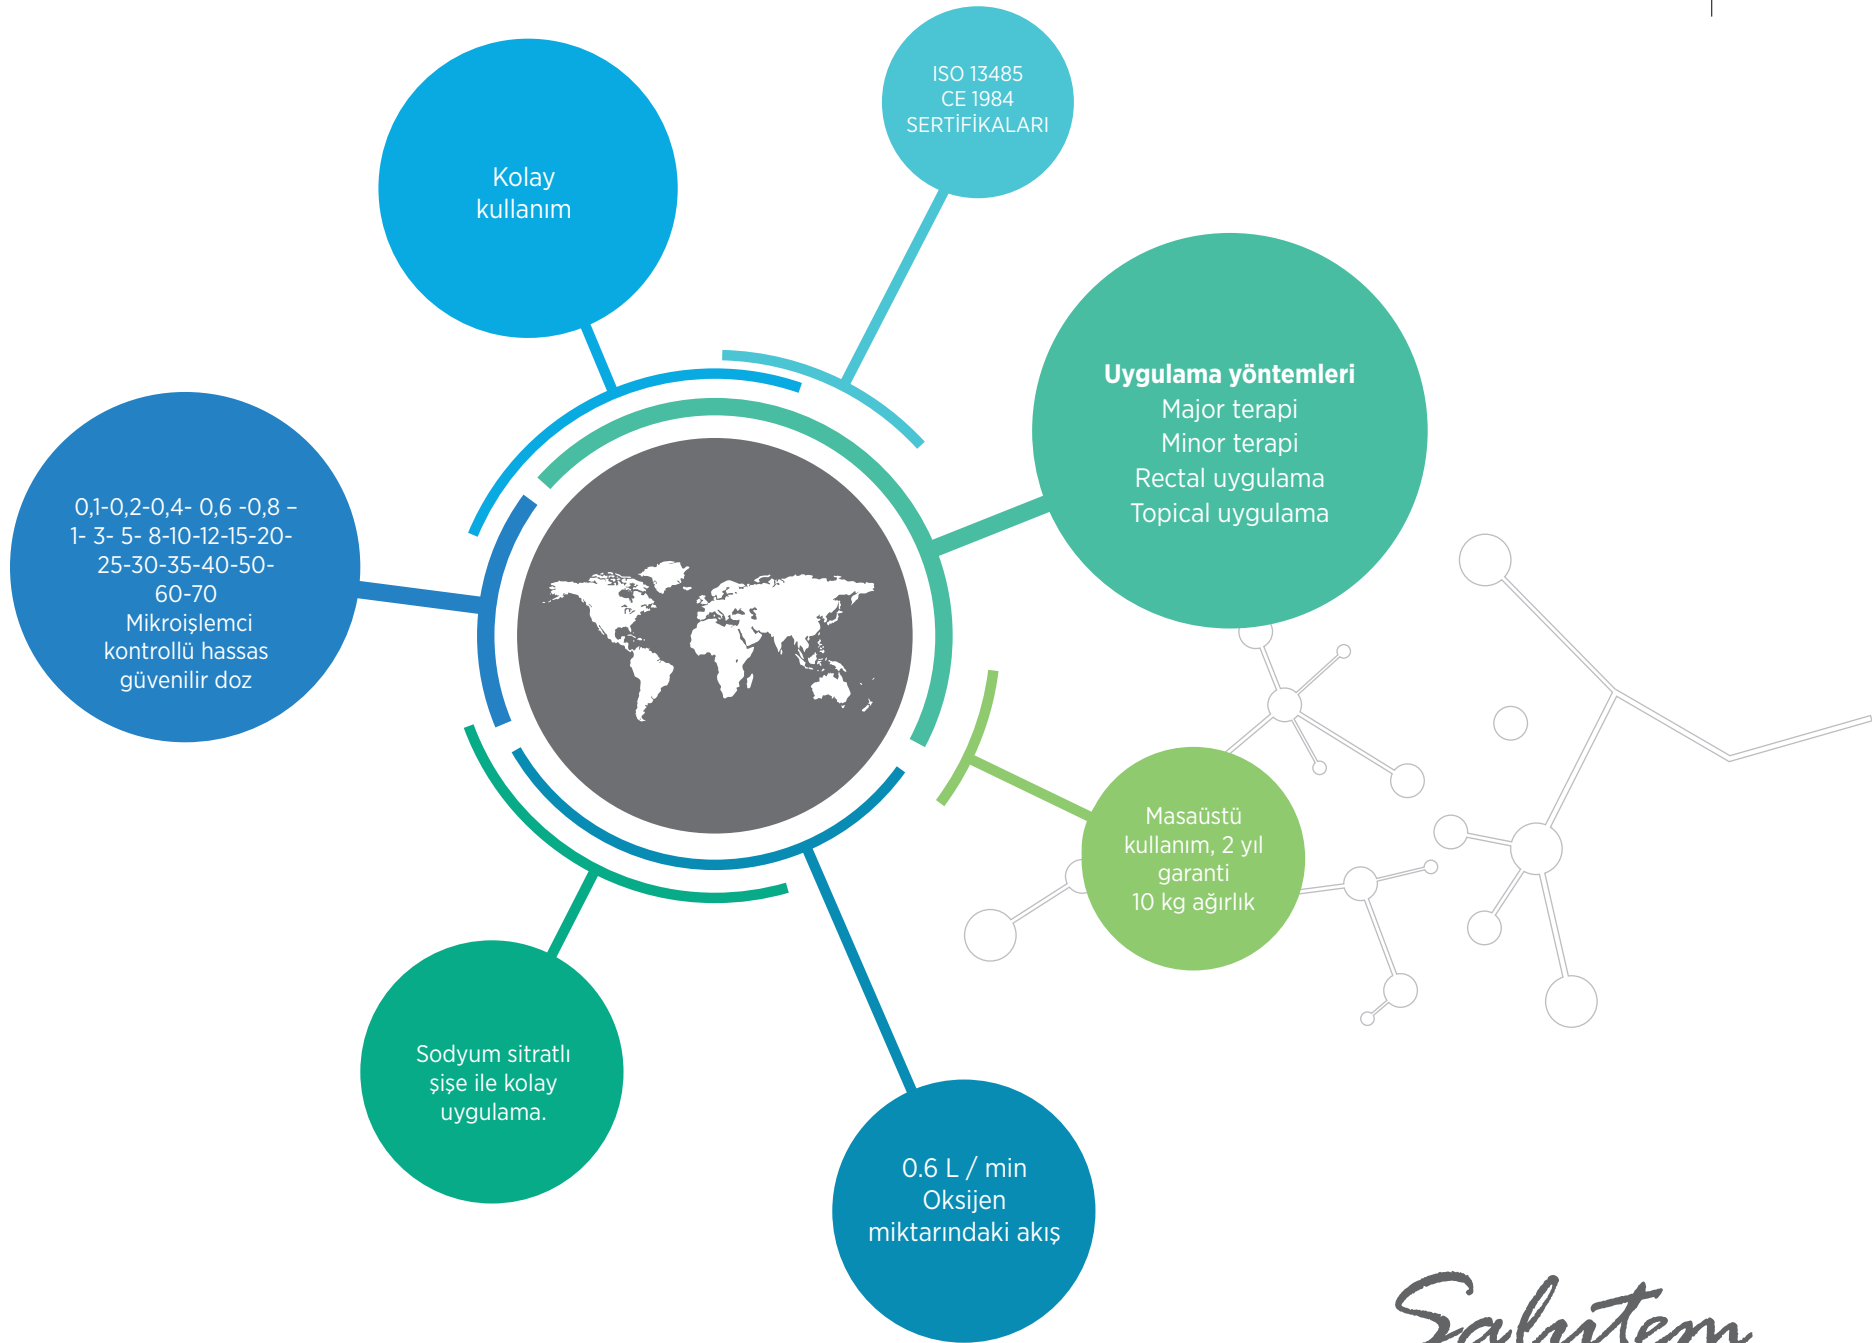 ISO 13485
CE 1984
SERTİFİKALARI
Kolay
kullanım
Uygulama yöntemleri
Major terapi
Minor terapi
Rectal uygulama
Topical uygulama
0,1-0,2-0,4- 0,6 -0,8 –
1- 3- 5- 8-10-12-15-20-
25-30-35-40-50-
60-70
Mikroişlemci
kontrollü hassas
güvenilir doz
Masaüstü
kullanım, 2 yıl
garanti
10 kg ağırlık
Sodyum sitratlı
şişe ile kolay
uygulama.
0.6 L / min
Oksijen
miktarındaki akış
Salutem